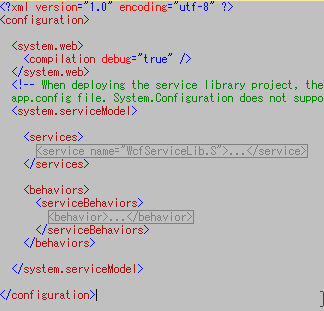 <?xml version="1.0" encoding="utf-8" ?>
<configuration>
<system.web>
<compilation debug="true" />
</system.web>
<!-- When deploying the service library project, the
app.config file. System.Configuration does not suppo
<system.serviceModel>
<services>
<service name="WcfServiceLib.S">...</service>
</services>
<behaviors>
<serviceBehaviors>
<behavior>...</behavior>
</serviceBehaviors>
</behaviors>
</system.serviceModel>
</configuration>